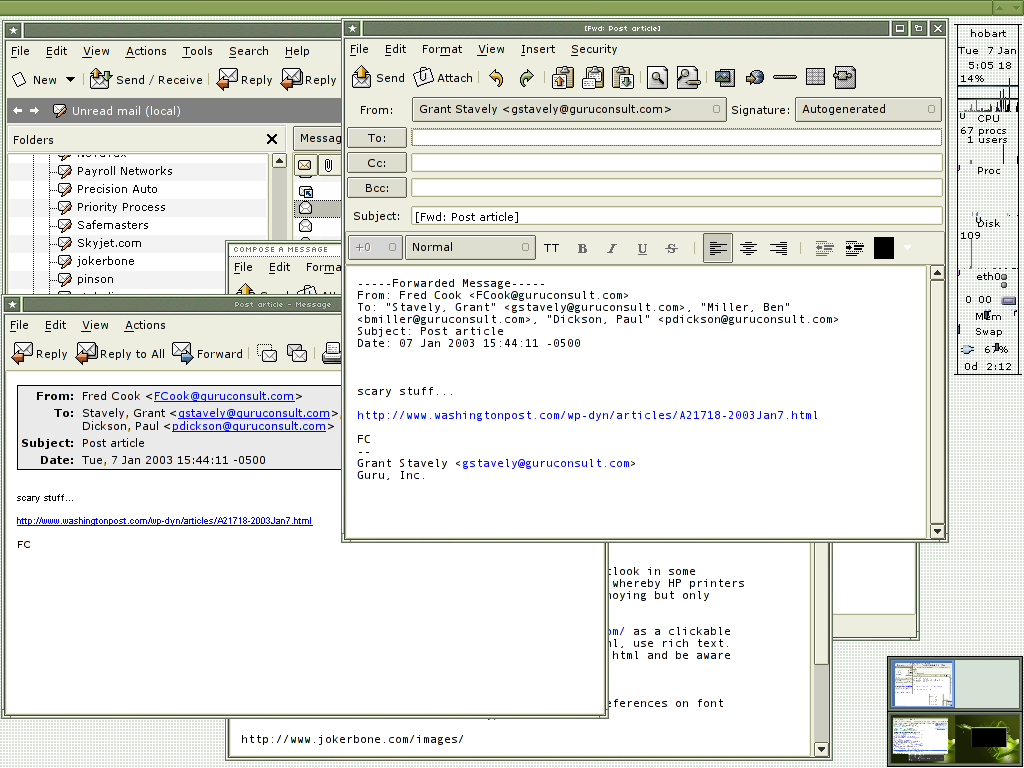 File Edit View Actions Tools Search Help
New Send / Receive Reply Reply
Unread mail (local)
Folders
Messag
Payroll Networks
Precision Auto
Priority Process
Safemasters
Skyjet.com
jokerbone
pinson
COMPOSE A MESSAGE
File Edit Forma
Post article - Message
File Edit View Actions
Reply Reply to All Forward
From: Fred Cook <FCook@guruconsult.com>
To: Stavely, Grant <gstavely@guruconsult.com>,
Dickson, Paul <pdickson@guruconsult.com>
Subject: Post article
Date: Tue, 7 Jan 2003 15:44:11 -0500
scary stuff...
http://www.washingtonpost.com/wp-dyn/articles/A21718-2003Jan7.html
FC
[Fwd: Post article]
File Edit Format View Insert Security
Send Attach
From: Grant Stavely <gstavely@guruconsult.com> Signature: Autogenerated
To:
Cc:
Bcc:
Subject: [Fwd: Post article]
+0 Normal TT B I U S
-----Forwarded Message-----
From: Fred Cook <FCook@guruconsult.com>
To: "Stavely, Grant" <gstavely@guruconsult.com>, "Miller, Ben"
<bmiller@guruconsult.com>, "Dickson, Paul" <pdickson@guruconsult.com>
Subject: Post article
Date: 07 Jan 2003 15:44:11 -0500
scary stuff...
http://www.washingtonpost.com/wp-dyn/articles/A21718-2003Jan7.html
FC
--
Grant Stavely <gstavely@guruconsult.com>
Guru, Inc.
tlook in some
whereby HP printers
noying but only
om/ as a clickable
ml, use rich text.
html and be aware
eferences on font
http://www.jokerbone.com/images/
hobart
Tue 7 Jan
5:05 18
14%
CPU
67 procs
1 users
Proc
Disk
109
eth0
0 00
Mem
Swap
67%
0d 2:12